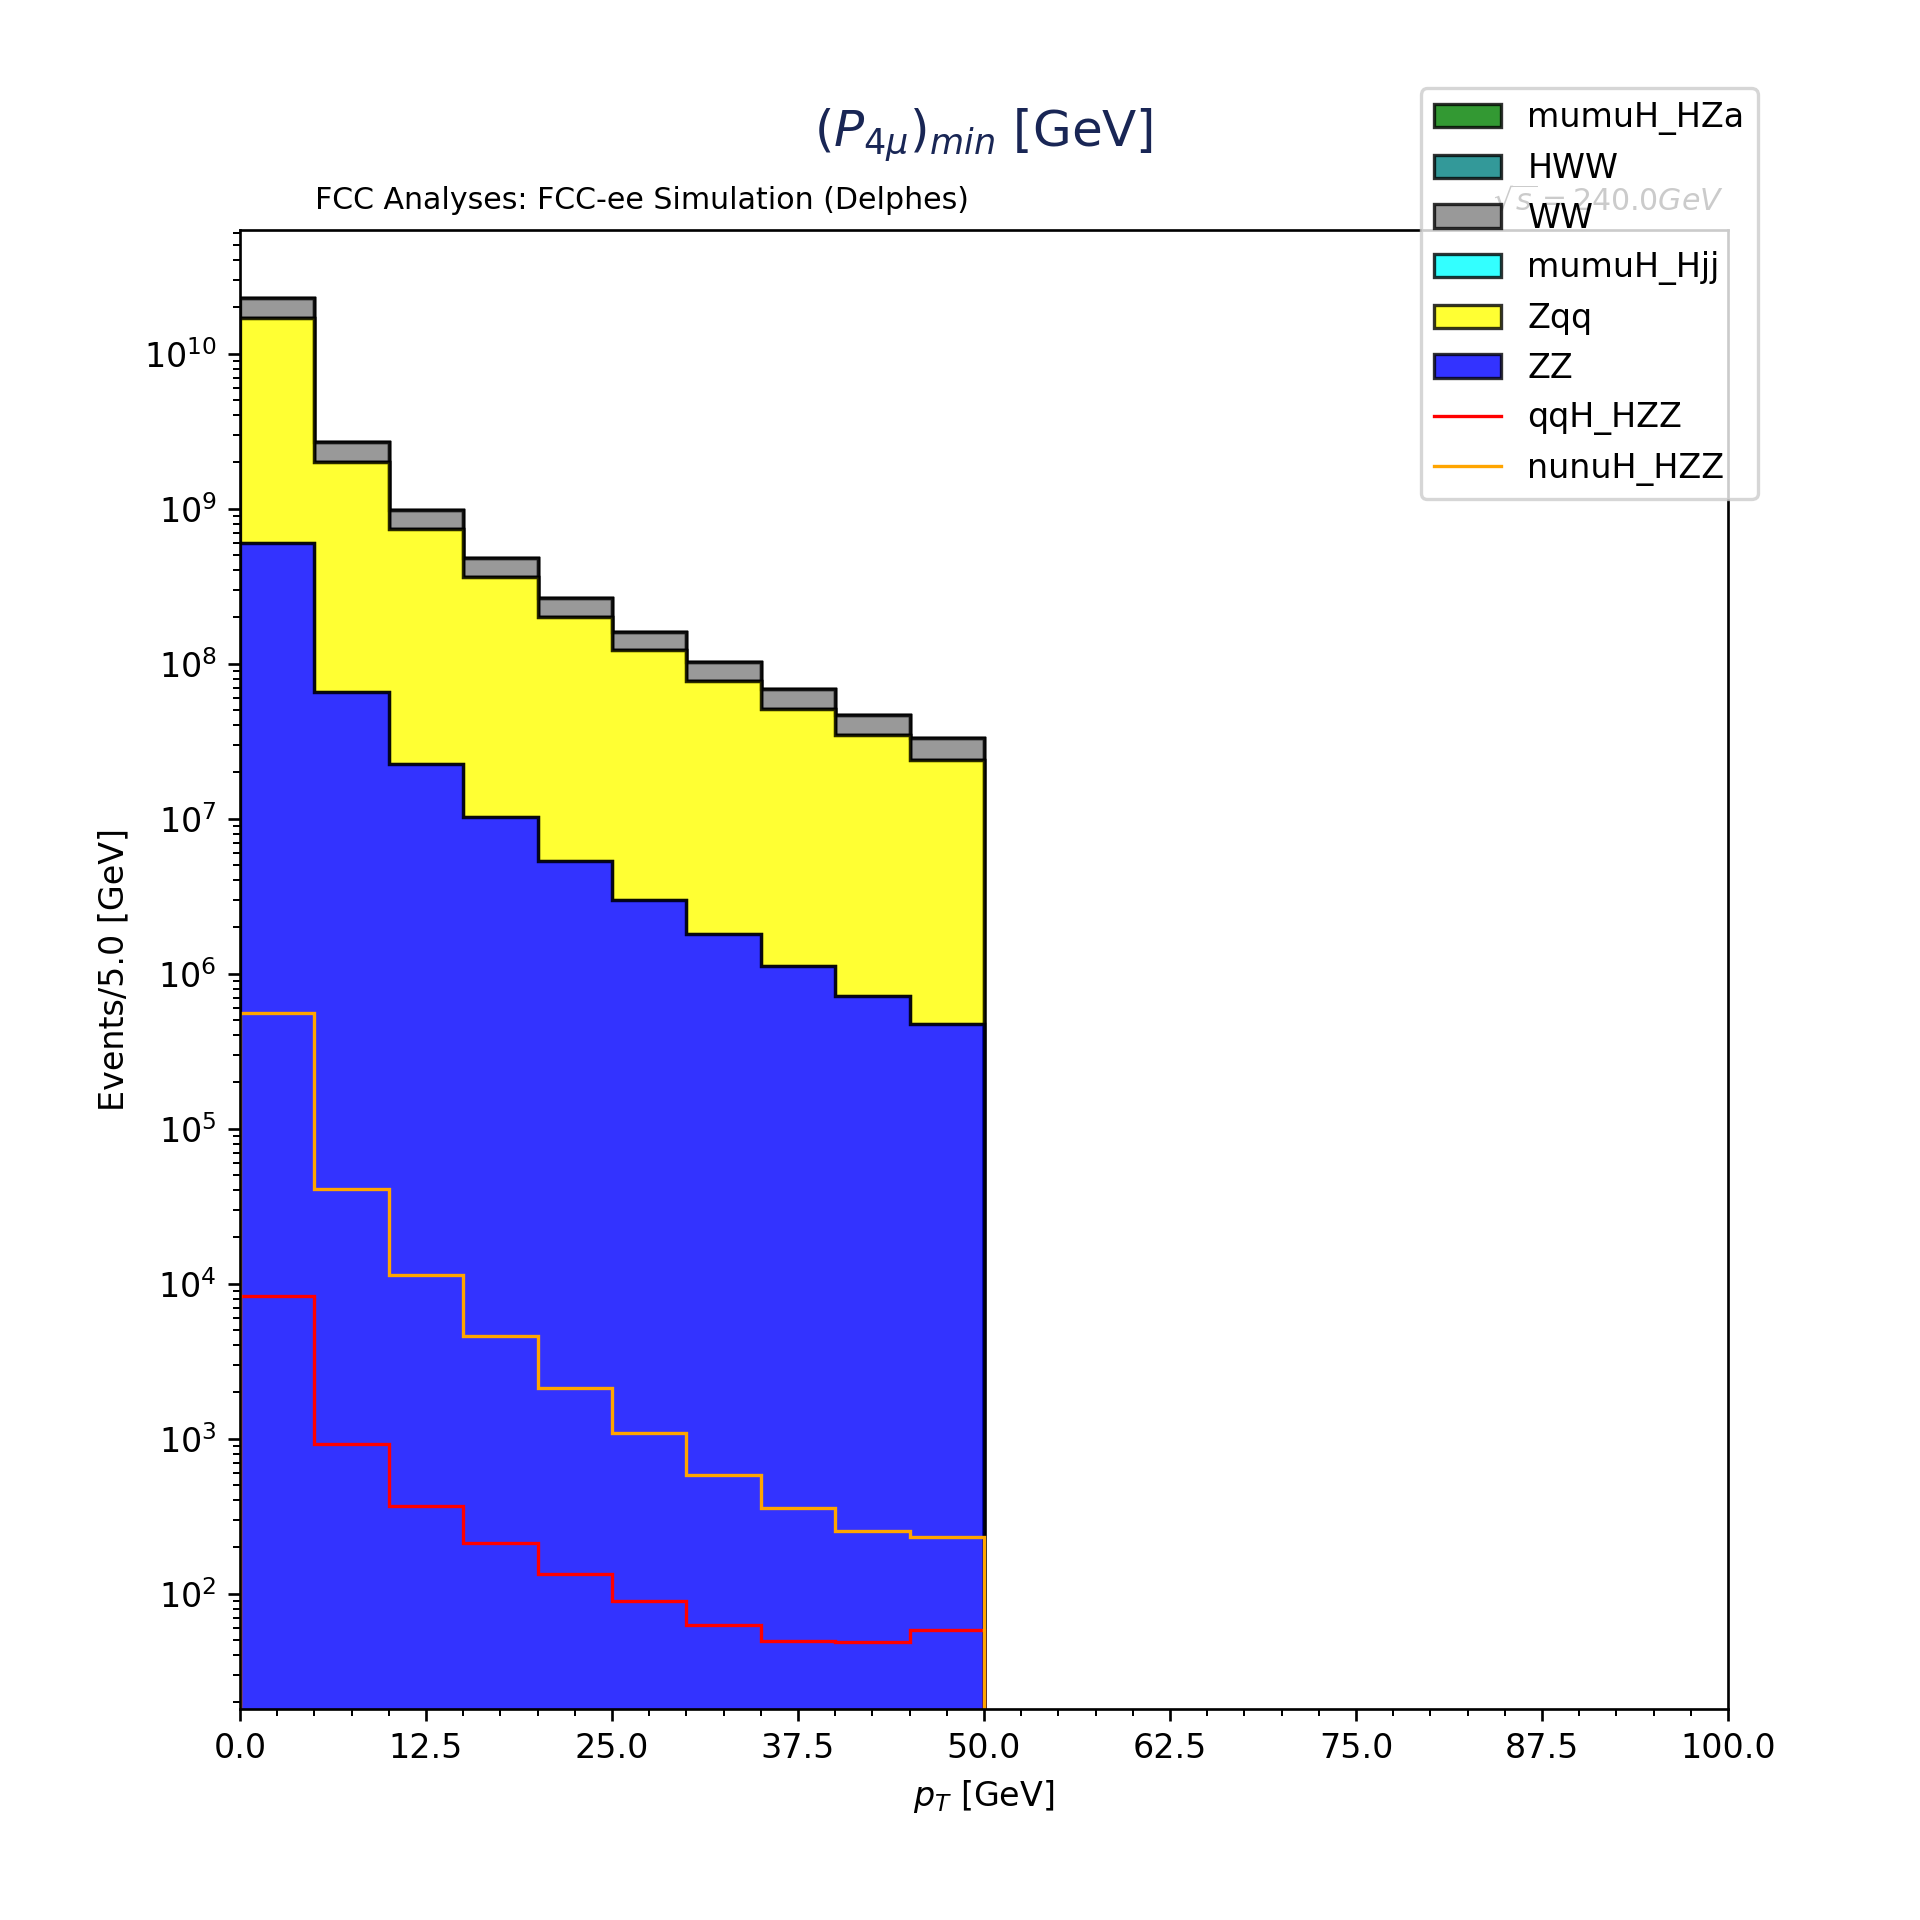 (P4μ)min [GeV]
FCC Analyses: FCC-ee Simulation (Delphes)
√s = 240.0GeV
mumuH_HZa
HWW
WW
mumuH_Hjj
Zqq
ZZ
qqH_HZZ
nunuH_HZZ
Events/5.0 [GeV]
10^10
10^9
10^8
10^7
10^6
10^5
10^4
10^3
10^2
0.0 12.5 25.0 37.5 50.0 62.5 75.0 87.5 100.0
pT [GeV]